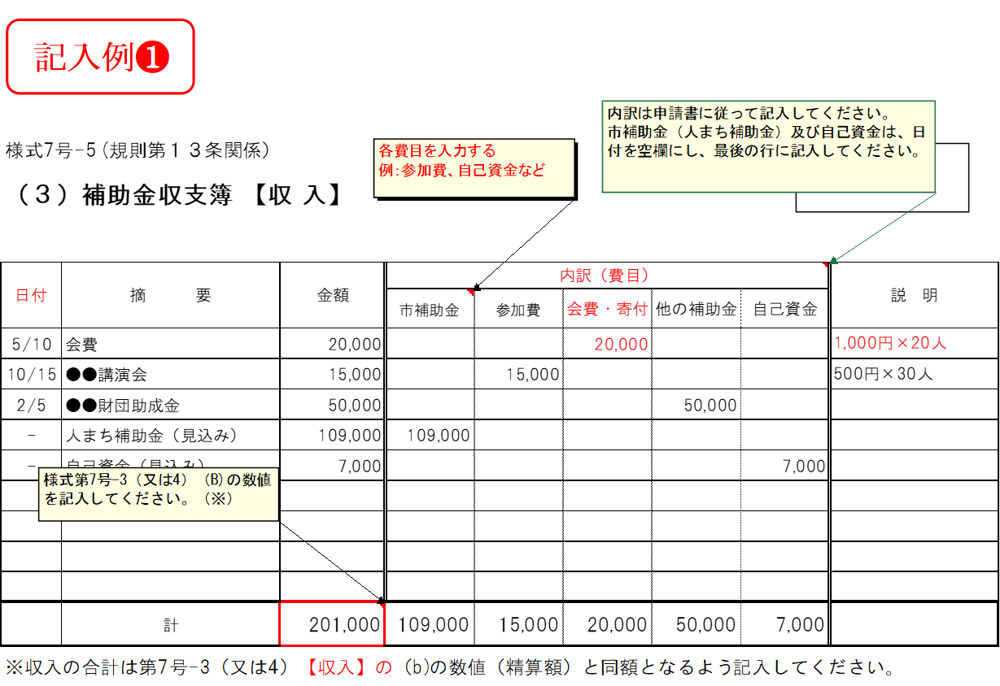 記入例❶
内訳は申請書に従って記入してください。
市補助金（人まち補助金）及び自己資金は、日
付を空欄にし、最後の行に記入してください。
各費目を入力する
例：参加費、自己資金など
様式7号-5(規則第１３条関係)
（３）補助金収支簿 【収 入】
日付 摘　要 金額 内訳（費目） 説　明
市補助金 参加費 会費・寄付 他の補助金 自己資金
5/10 会費 20,000 20,000 1,000円×20人
10/15 ●●講演会 15,000 15,000 500円×30人
2/5 ●●財団助成金 50,000 50,000
- 人まち補助金（見込み） 109,000 109,000
- 自己資金（見込み） 7,000 7,000
様式第7号-3（又は4）（B)の数値
を記入してください。（※）
計 201,000 109,000 15,000 20,000 50,000 7,000
※収入の合計は第7号-3（又は4）【収入】の（b)の数値（精算額）と同額となるよう記入してください。